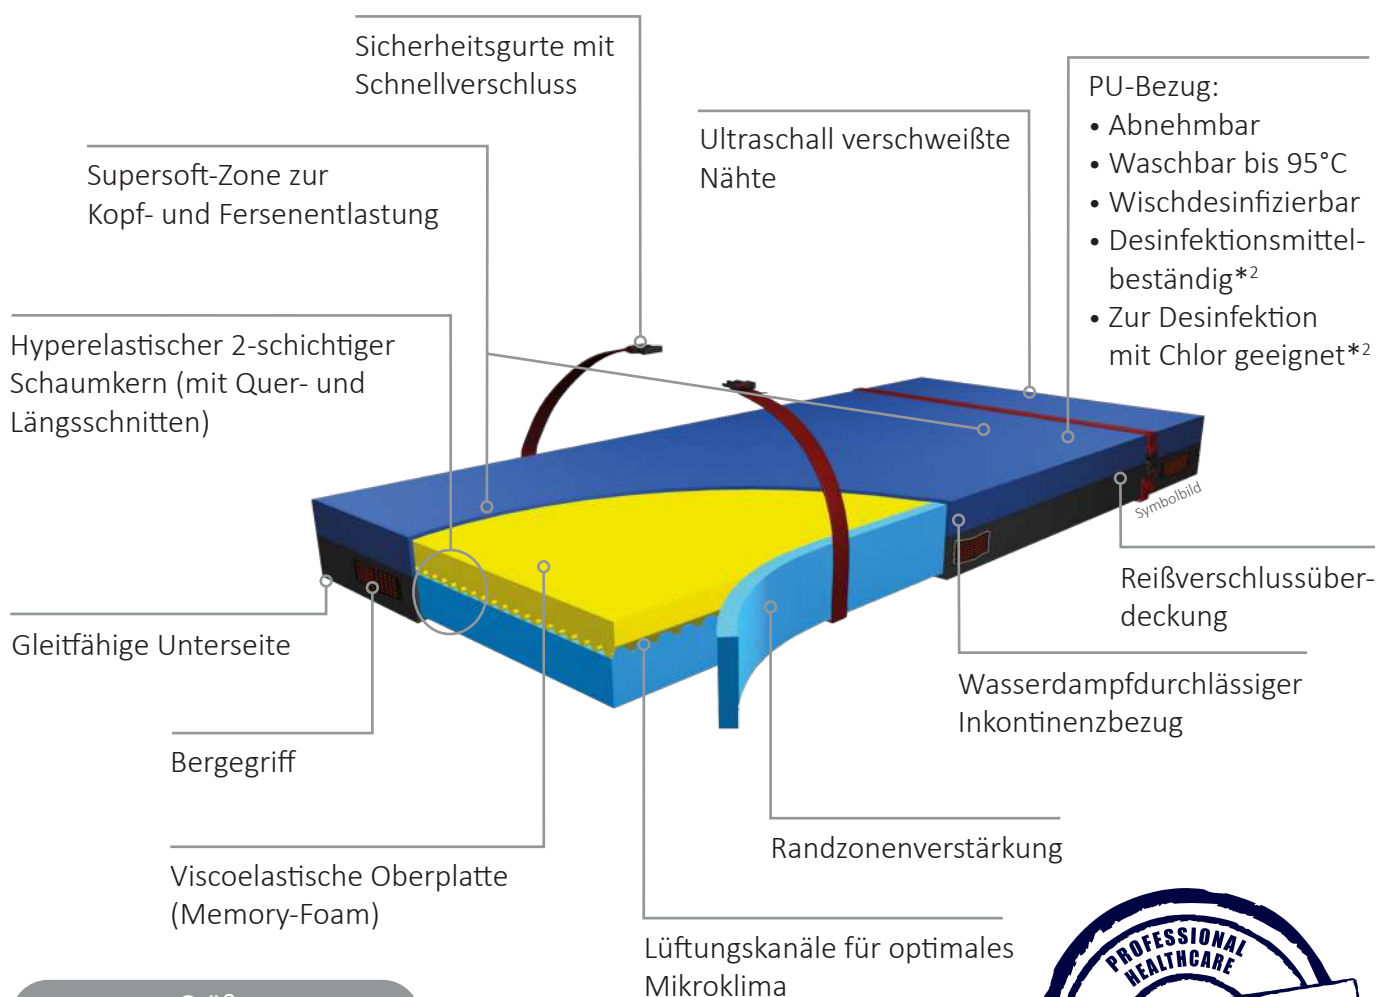 Sicherheitsgurte mit
Schnellverschluss
PU-Bezug:
• Abnehmbar
• Waschbar bis 95°C
• Wischdesinfizierbar
• Desinfektionsmittel-
beständig*²
• Zur Desinfektion
mit Chlor geeignet*²
Ultraschall verschweißte
Nähte
Supersoft-Zone zur
Kopf- und Fersenentlastung
Hyperelastischer 2-schichtiger
Schaumkern (mit Quer- und
Längsschnitten)
Symbolbild
Reißverschlussüber-
deckung
Gleitfähige Unterseite
Wasserdampfdurchlässiger
Inkontinenzbezug
Bergegriff
Randzonenverstärkung
Viscoelastische Oberplatte
(Memory-Foam)
Lüftungskanäle für optimales
Mikroklima
PROFESSIONAL
HEALTHCARE